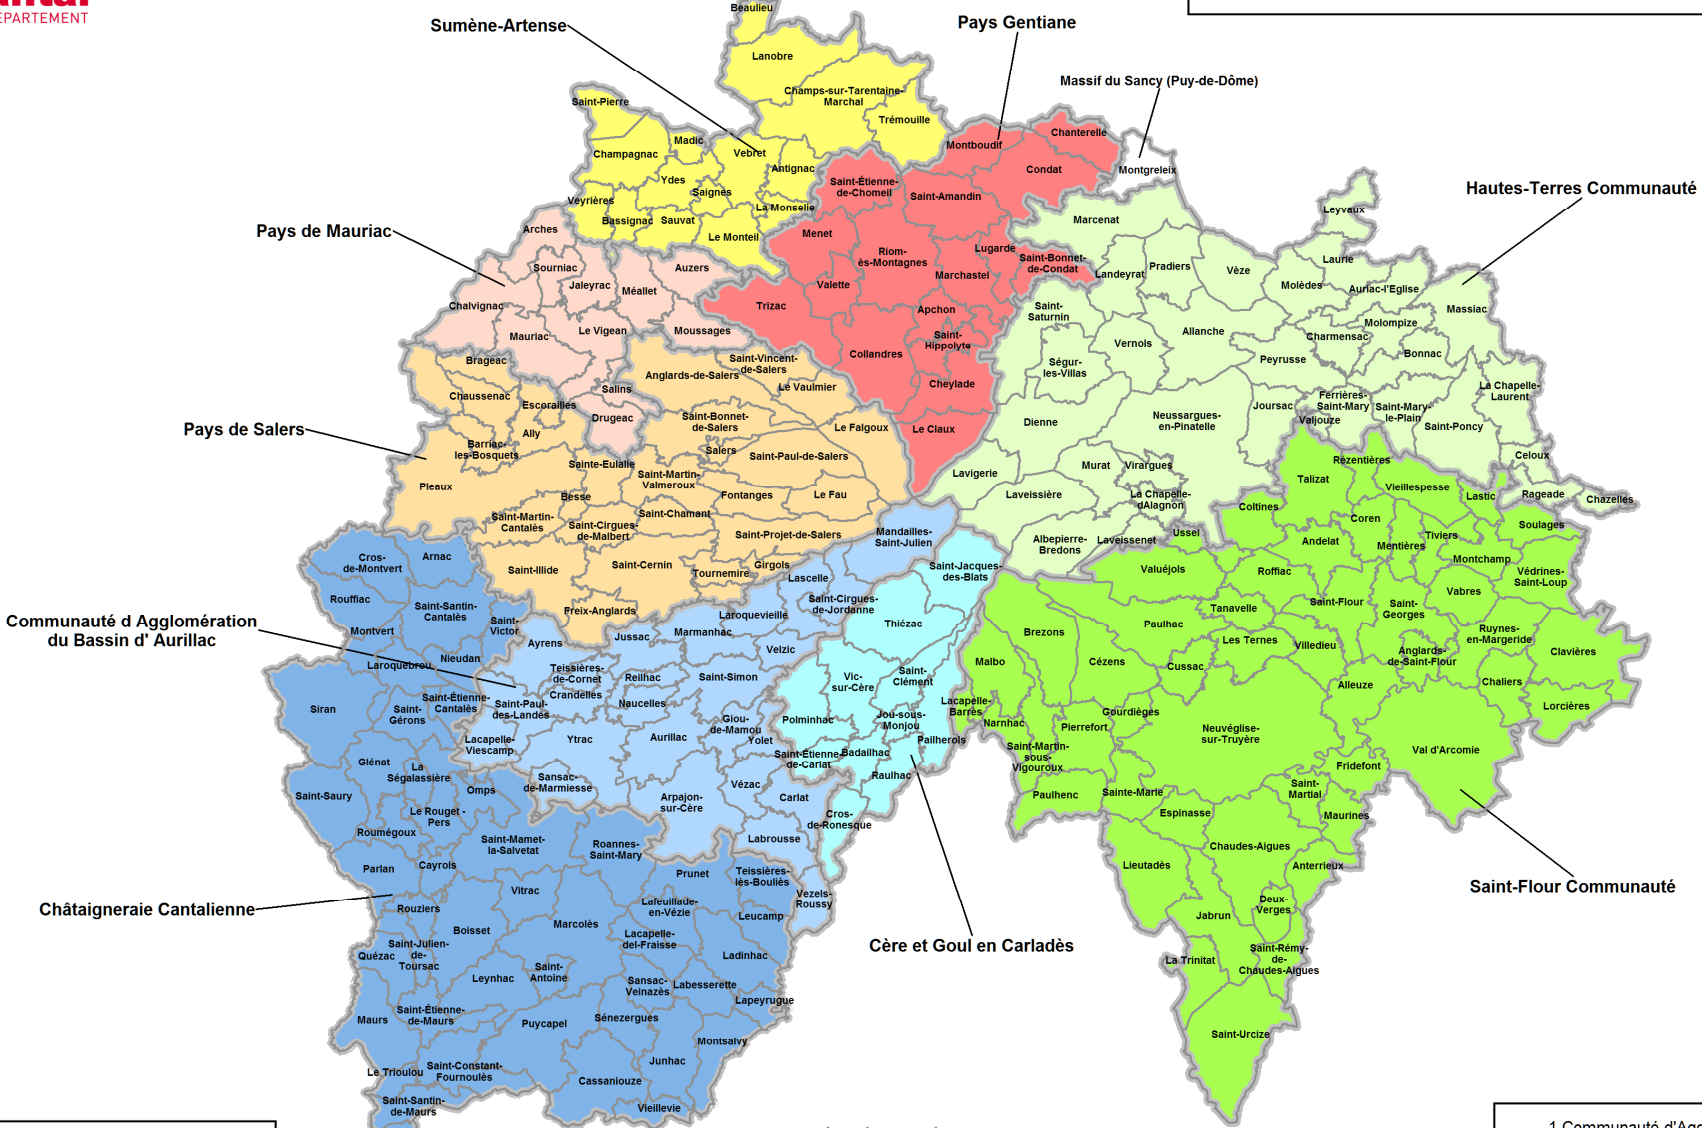 DÉPARTEMENT
Beaulieu
Sumène-Artense
Pays Gentiane
Lanobre
Massif du Sancy (Puy-de-Dôme)
Champs-sur-Tarentaine-
Marchal
Saint-Pierre
Trémouille
Chanterelle
Madic
Montboudif
Champagnac
Vebret
Antignac
Condat
Montgreleix
Ydes
Saignes
Saint-Étienne-
de-Chomeil
Saint-Amandin
Hautes-Terres Communauté
Veyrières
Bassignac
Sauvat
La Monselie
Le Monteil
Leyvaux
Marcenat
Pays de Mauriac
Arches
Menet
Riom-
ès-Montagnes
Lugarde
Saint-Bonnet-
de-Condat
Laurie
Sourniac
Auzers
Marchastel
Landeyrat
Pradiers
Vèze
Jaleyrac
Méallet
Valette
Molèdes
Auriac-l'Eglise
Chalvignac
Trizac
Apchon
Saint-
Saturnin
Massiac
Mauriac
Le Vigean
Moussages
Saint-
Hippolyte
Allanche
Molompize
Charmensac
Vernols
Collandres
Bonnac
Peyrusse
Brageac
Saint-Vincent-
de-Salers
Ségur-
les-Villas
Anglards-de-Salers
Le Vaulmier
Cheylade
Salins
La Chapelle-
Laurent
Chaussenac
Escorailles
Drugeac
Joursac
Ferrières-
Saint-Mary
Saint-Mary-
le-Plain
Valjouze
Saint-Poncy
Pays de Salers
Ally
Saint-Bonnet-
de-Salers
Le Falgoux
Le Claux
Dienne
Neussargues-
en-Pinatelle
Barriac-
les-Bosquets
Salers
Saint-Paul-de-Salers
Celoux
Sainte-Eulalie
Saint-Martin-
Valmeroux
Lavigerie
Murat
Virargues
Rézentières
Talizat
Pleaux
Besse
Fontanges
Le Fau
Laveissière
La Chapelle-
dAlagnon
Vieillespesse
Lastic
Rageade
Chazelles
Coltines
Saint-Martin-
Cantalès
Saint-Chamant
Coren
Soulages
Saint-Cirgues-
de-Malbert
Saint-Projet-de-Salers
Mandailles-
Saint-Julien
Albepierre-
Bredons
Laveissenet
Ussel
Andelat
Mentières
Tiviers
Cros-
de-Montvert
Arnac
Saint-Illide
Saint-Cernin
Tournemire
Girgols
Lascelle
Saint-Jacques-
des-Blats
Valuéjols
Roffiac
Montchamp
Védrines-
Saint-Loup
Rouffiac
Saint-Santin-
Cantalès
Freix-Anglards
Laroquevieille
Saint-Cirgues-
de-Jordanne
Tanavelle
Saint-Flour
Saint-
Georges
Vabres
Communauté d Agglomération
du Bassin d' Aurillac
Montvert
Saint-
Victor
Ayrens
Jussac
Marmanhac
Thiézac
Brezons
Paulhac
Les Ternes
Villedieu
Ruynes-
en-Margeride
Velzic
Clavières
Laroquebrou
Nieudan
Teissières-
de-Cornet
Reilhac
Saint-Simon
Malbo
Cézens
Cussac
Anglards-
de-Saint-Flour
Vic-
sur-Cère
Saint-
Clément
Chaliers
Alleuze
Siran
Saint-
Gérons
Saint-Étienne-
Cantalès
Crandelles
Saint-Paul-
des-Landes
Naucelles
Giou-
de-Mamou
Polminhac
Jou-sous-
Monjou
Lacapelle-
Barrès
Narnhac
Gourdièges
Pierrefort
Neuvéglise-
sur-Truyère
Lorcières
Lacapelle-
Viescamp
Ytrac
Aurillac
Yolet
Pailherols
Saint-Étienne-
de-Carlat
Badailhac
Saint-Martin-
sous-
Vigouroux
Val d'Arcomie
Glénat
La
Ségalassière
Sansac-
de-Marmiesse
Fridefont
Raulhac
Vézac
Omps
Saint-Saury
Arpajon-
sur-Cère
Carlat
Paulhenc
Sainte-Marie
Saint-
Martial
Le Rouget -
Pers
Espinasse
Maurines
Cros-
de-Ronesque
Roumégoux
Saint-Mamet-
la-Salvetat
Roannes-
Saint-Mary
Labrousse
Chaudes-Aigues
Parlan
Cayrols
Lieutadès
Anterrieux
Prunet
Teissières-
lès-Bouliès
Saint-Flour Communauté
Vitrac
Vezels-
Roussy
Châtaigneraie Cantalienne
Rouziers
Lafeuillade-
en-Vézie
Leucamp
Deux-
Verges
Jabrun
Boisset
Marcolès
Lacapelle-
del-Fraisse
Cère et Goul en Carladès
Quézac
Saint-Julien-
de-
Toursac
Ladinhac
La Trinitat
Saint-Rémy-
de-
Chaudes-Aigues
Leynhac
Saint-
Antoine
Sansac-
Veinazès
Labesserette
Lapeyrugue
Maurs
Saint-Étienne-
de-Maurs
Puycapel
Sénezergues
Saint-Urcize
Montsalvy
Junhac
Le Trioulou
Saint-Constant-
Fournoulès
Cassaniouze
Saint-Santin-
de-Maurs
Vieillevie